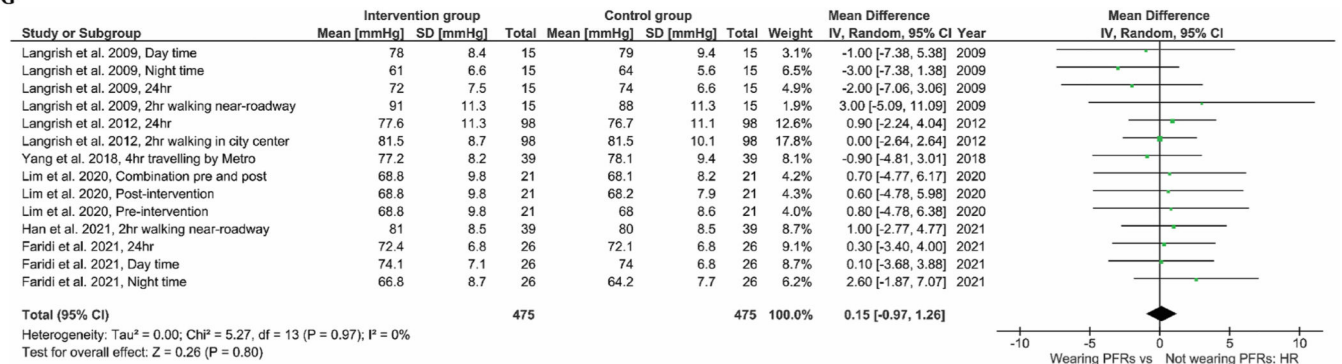 G
Intervention group Control group Mean Difference Mean Difference
Study or Subgroup Mean [mmHg] SD [mmHg] Total Mean [mmHg] SD [mmHg] Total Weight IV, Random, 95% CI Year IV, Random, 95% CI
Langrish et al. 2009, Day time 78 8.4 15 79 9.4 15 3.1% -1.00 [-7.38, 5.38] 2009
Langrish et al. 2009, Night time 61 6.6 15 64 5.6 15 6.5% -3.00 [-7.38, 1.38] 2009
Langrish et al. 2009, 24hr 72 7.5 15 74 6.6 15 4.8% -2.00 [-7.06, 3.06] 2009
Langrish et al. 2009, 2hr walking near-roadway 91 11.3 15 88 11.3 15 1.9% 3.00 [-5.09, 11.09] 2009
Langrish et al. 2012, 24hr 77.6 11.3 98 76.7 11.1 98 12.6% 0.90 [-2.24, 4.04] 2012
Langrish et al. 2012, 2hr walking in city center 81.5 8.7 98 81.5 10.1 98 17.8% 0.00 [-2.64, 2.64] 2012
Yang et al. 2018, 4hr travelling by Metro 77.2 8.2 39 78.1 9.4 39 8.1% -0.90 [-4.81, 3.01] 2018
Lim et al. 2020, Combination pre and post 68.8 9.8 21 68.1 8.2 21 4.2% 0.70 [-4.77, 6.17] 2020
Lim et al. 2020, Post-intervention 68.8 9.8 21 68.2 7.9 21 4.3% 0.60 [-4.78, 5.98] 2020
Lim et al. 2020, Pre-intervention 68.8 9.8 21 68 8.6 21 4.0% 0.80 [-4.78, 6.38] 2020
Han et al. 2021, 2hr walking near-roadway 81 8.5 39 80 8.5 39 8.7% 1.00 [-2.77, 4.77] 2021
Faridi et al. 2021, 24hr 72.4 6.8 26 72.1 6.8 26 9.1% 0.30 [-3.40, 4.00] 2021
Faridi et al. 2021, Day time 74.1 7.1 26 74 6.8 26 8.7% 0.10 [-3.68, 3.88] 2021
Faridi et al. 2021, Night time 66.8 8.7 26 64.2 7.7 26 6.2% 2.60 [-1.87, 7.07] 2021
Total (95% CI) 475 475 100.0% 0.15 [-0.97, 1.26]
Heterogeneity: Tau² = 0.00; Chi² = 5.27, df = 13 (P = 0.97); I² = 0%
Test for overall effect: Z = 0.26 (P = 0.80)
-10 -5 0 5 10
Wearing PFRs vs Not wearing PFRs; HR